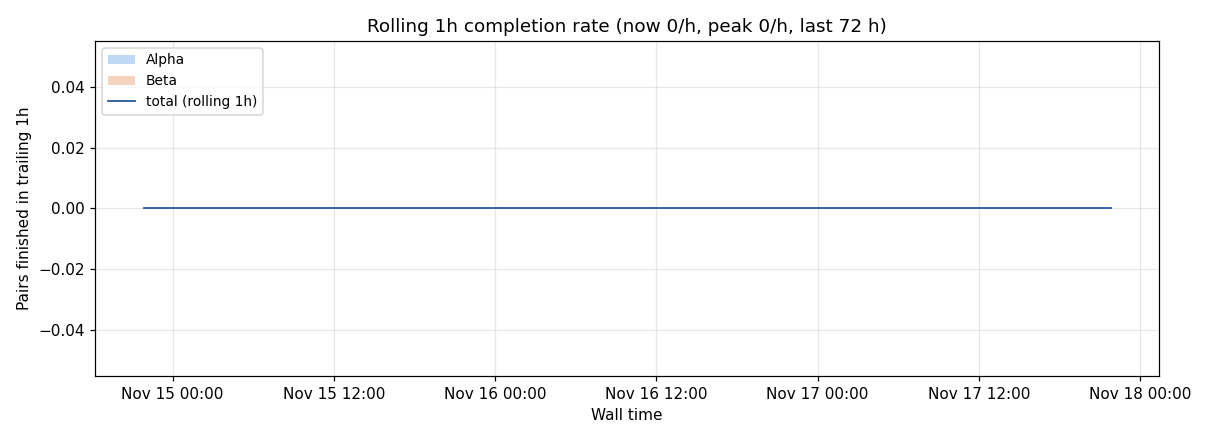 Rolling 1h completion rate (now 0/h, peak 0/h, last 72 h)
Alpha
Beta
total (rolling 1h)
Pairs finished in trailing 1h
0.04
0.02
0.00
−0.02
−0.04
Nov 15 00:00
Nov 15 12:00
Nov 16 00:00
Nov 16 12:00
Nov 17 00:00
Nov 17 12:00
Nov 18 00:00
Wall time